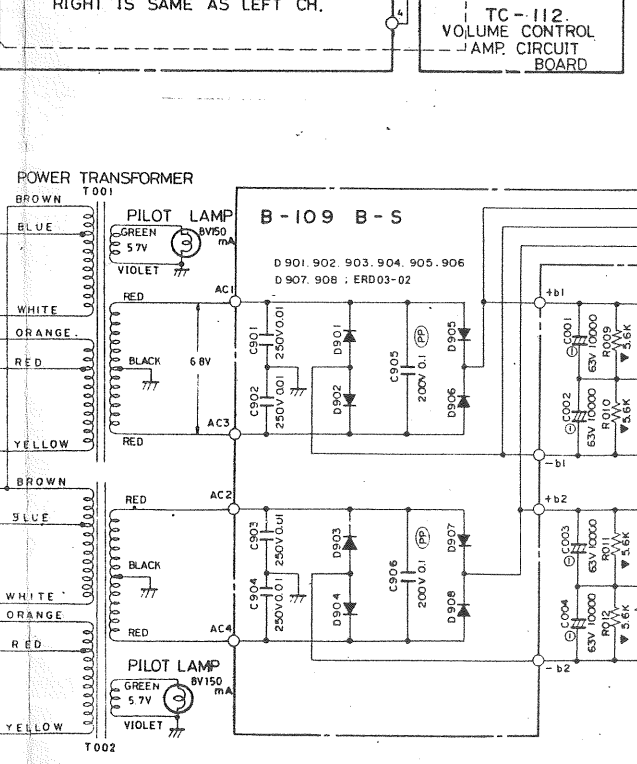 RIGHT IS SAME AS LEFT CH.
4
TC-112.
VOLUME CONTROL
AMP. CIRCUIT
BOARD
POWER TRANSFORMER
T001
BROWN
BLUE
WHITE
ORANGE.
RED
YELLOW
PILOT LAMP
GREEN
5.7V
VIOLET
8V150
mA
RED
BLACK
RED
68V
AC1
AC3
B-109 B-S
D901. 902. 903. 904. 905. 906
D907. 908 ; ERD03-02
C901
250V 0.01
C902
250V 0.01
D901
D902
C905
200V 0.1
PP
D905
D906
+b1
-b1
C001
63V 10000
R009
5.6K
C002
63V 10000
R010
5.6K
BROWN
BLUE
WHITE
ORANGE
RED
YELLOW
T002
RED
BLACK
RED
AC2
AC4
C903
250V 0.01
C904
250V 0.01
D903
D904
C906
200V 0.1
PP
D907
D908
+b2
-b2
C003
63V 10000
R011
5.6K
C004
63V 10000
R012
5.6K
PILOT LAMP
GREEN
5.7V
VIOLET
8V150
mA